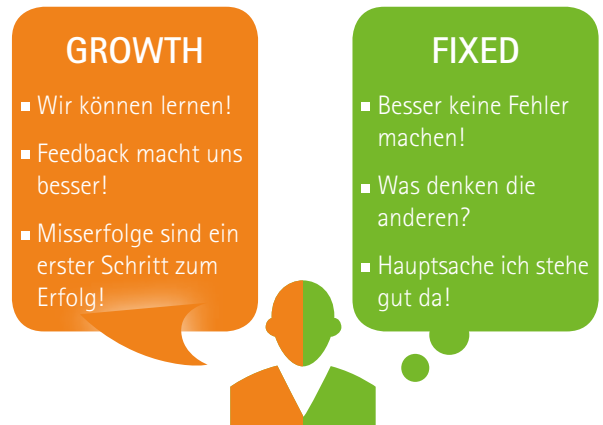 GROWTH
Wir können lernen!
Feedback macht uns
besser!
Misserfolge sind ein
erster Schritt zum
Erfolg!
FIXED
Besser keine Fehler
machen!
Was denken die
anderen?
Hauptsache ich stehe
gut da!